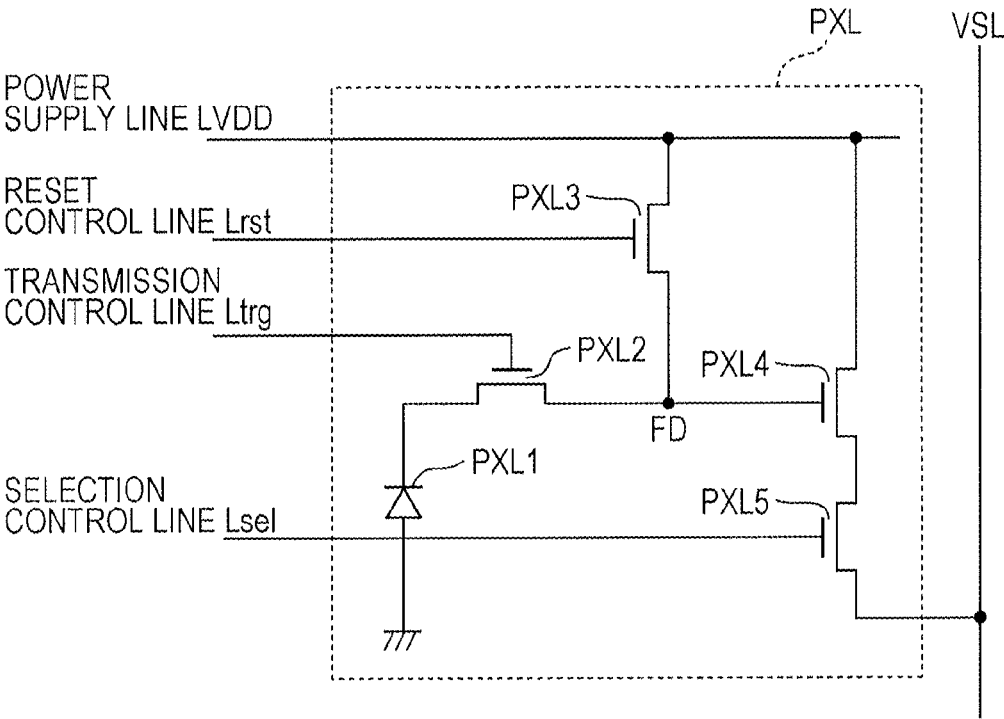 PXL
VSL
POWER
SUPPLY LINE LVDD
RESET
CONTROL LINE Lrst
PXL3
TRANSMISSION
CONTROL LINE Ltrg
PXL2
PXL4
FD
PXL1
SELECTION
CONTROL LINE Lsel
PXL5